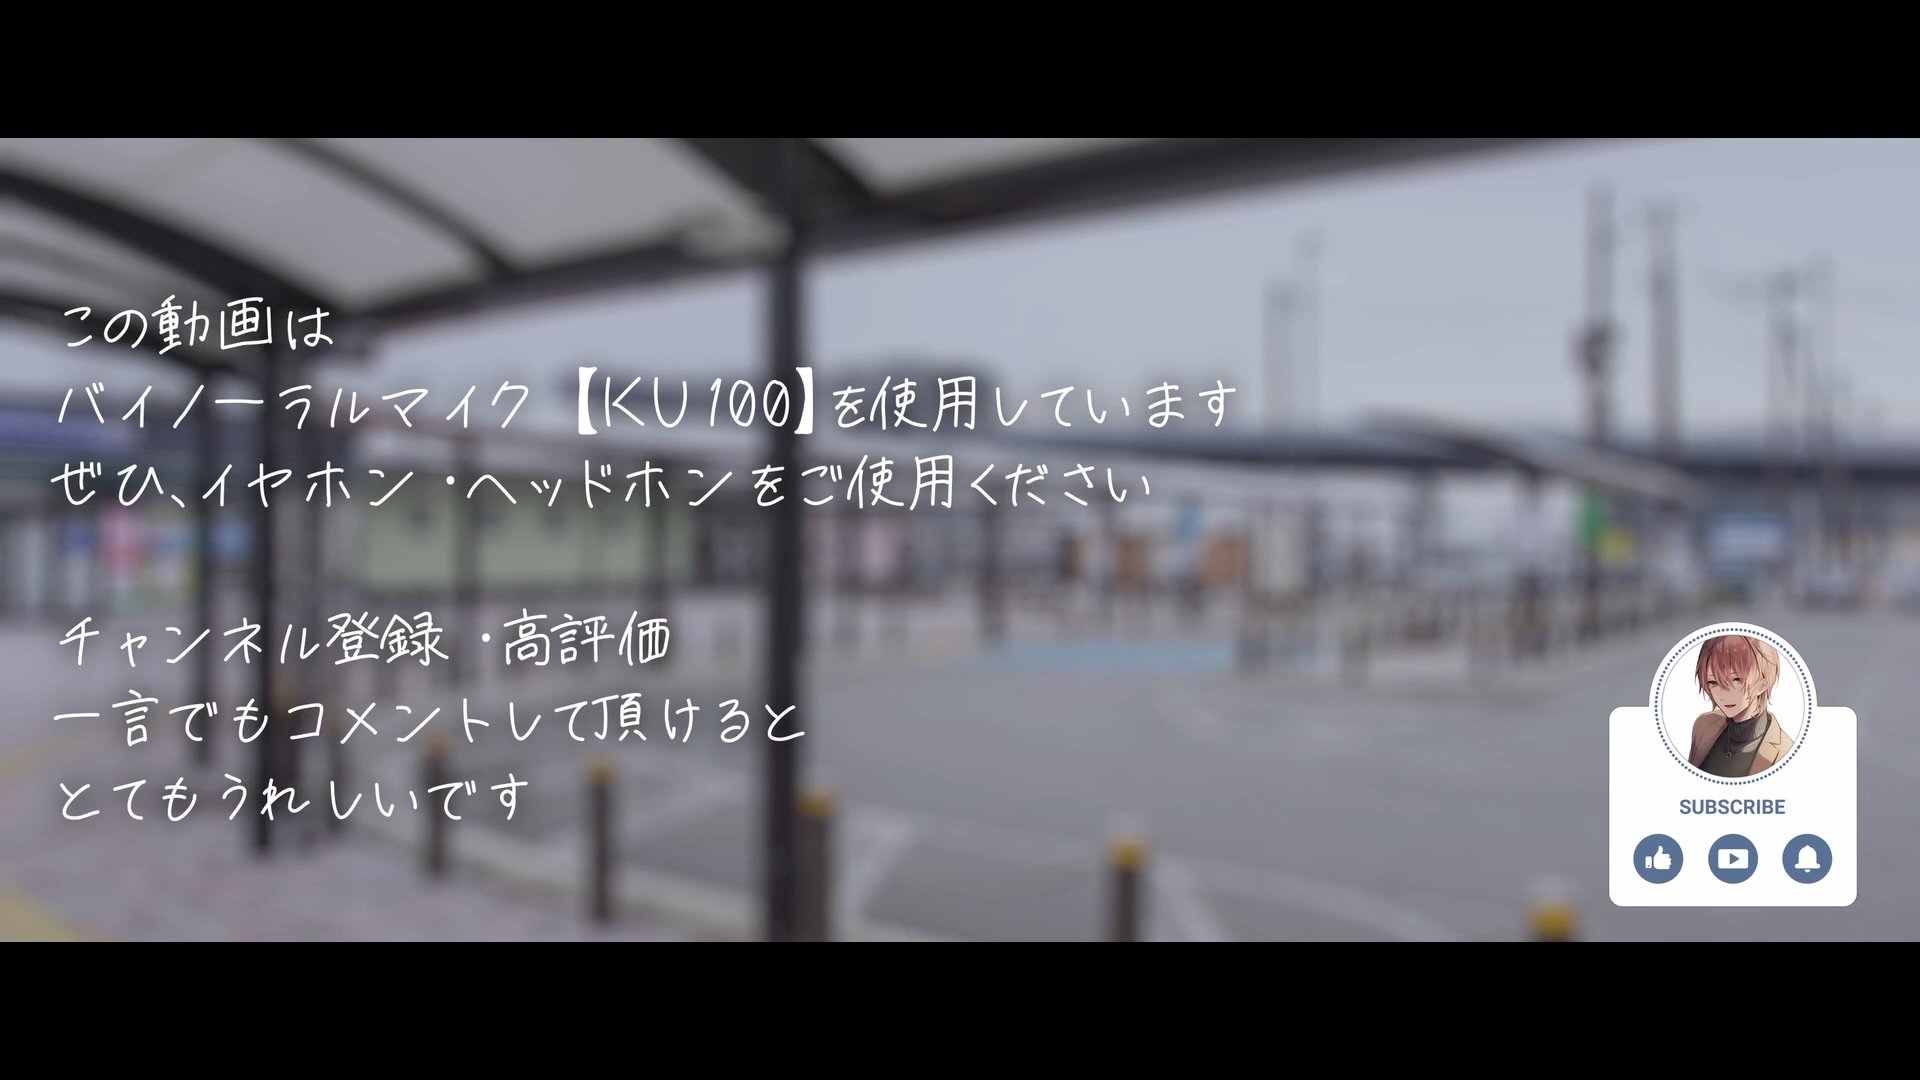 この動画は
バイノーラルマイク【KU100】を使用しています
ぜひ、イヤホン・ヘッドホンをご使用ください
チャンネル登録・高評価
一言でもコメントして頂けると
とてもうれしいです
SUBSCRIBE